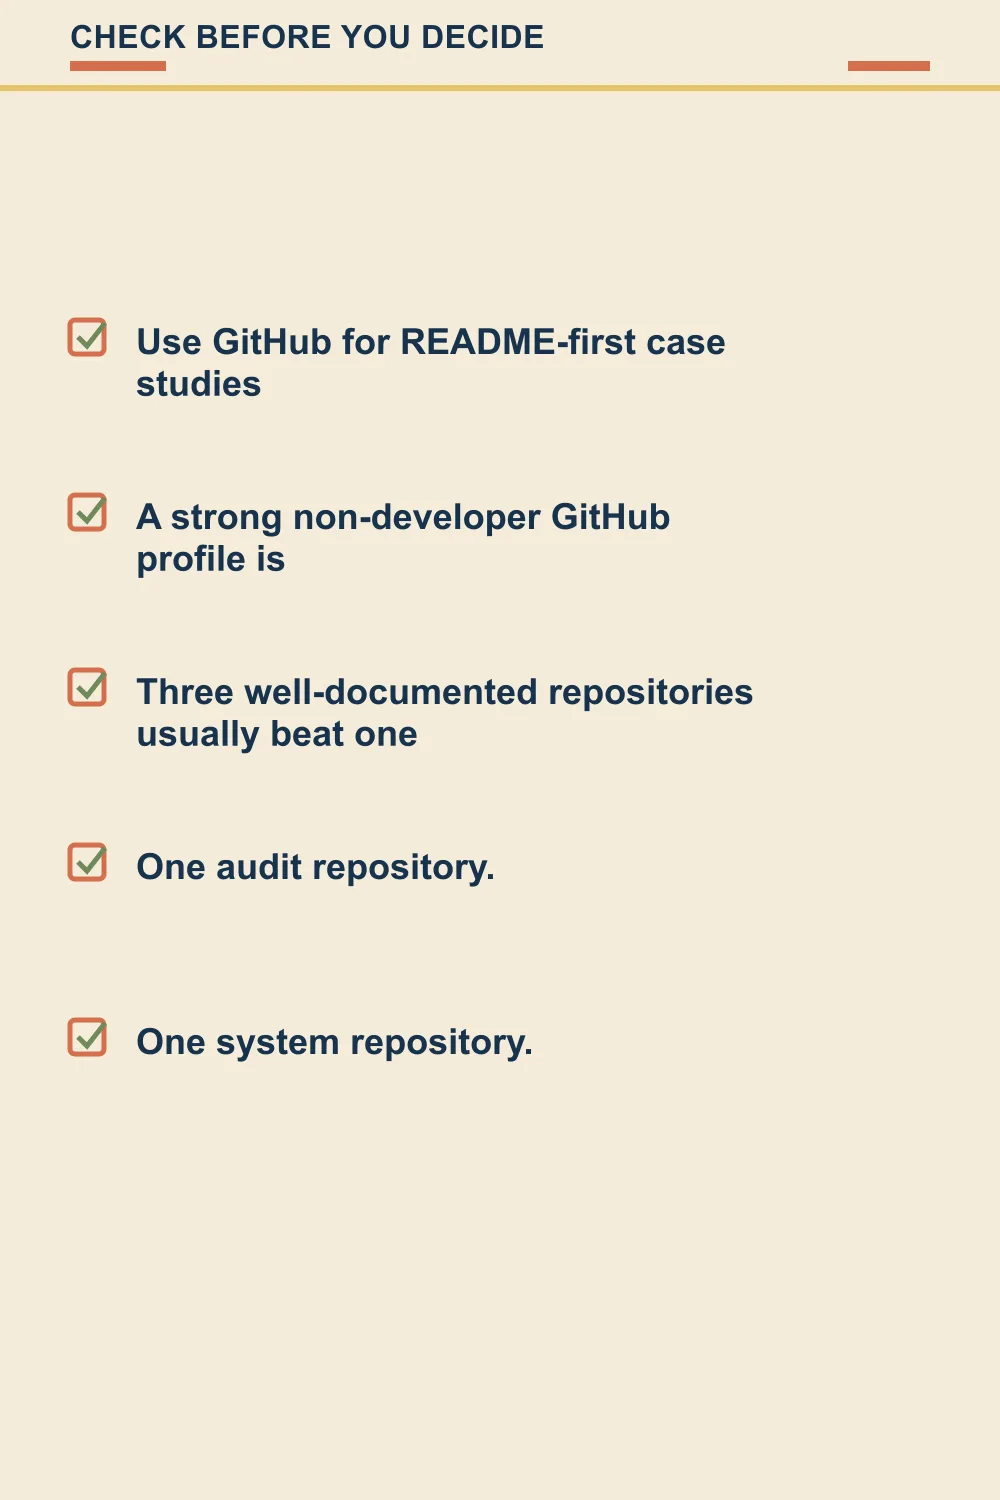 CHECK BEFORE YOU DECIDE
Use GitHub for README-first case
studies
A strong non-developer GitHub
profile is
Three well-documented repositories
usually beat one
One audit repository.
One system repository.